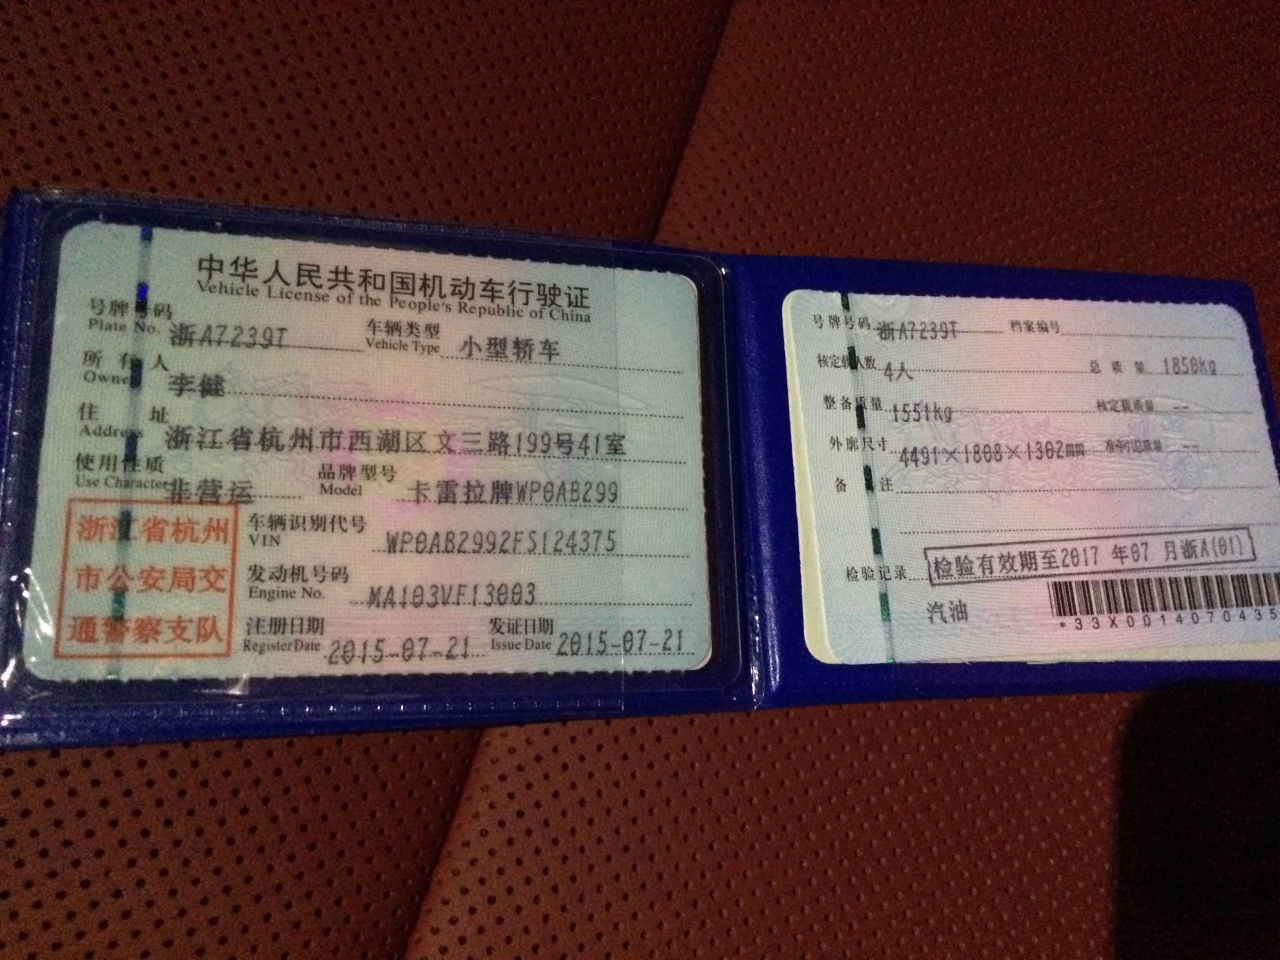 中华人民共和国机动车行驶证
Vehicle License of the People's Republic of China
号牌号码 浙A7239T 车辆类型 小型轿车
Plate No. Vehicle Type
所有人 李健
Owner
住址 浙江省杭州市西湖区文三路199号41室
Address
使用性质 非营运 品牌型号 卡雷拉牌WP0AB299
Use Character Model
浙江省杭州
市公安局交
通警察支队
车辆识别代号 WP0AB2992FS124375
VIN
发动机号码 MA103VF13003
Engine No.
注册日期 2015-07-21 发证日期 2015-07-21
Register Date Issue Date
号牌号码 浙A7239T 档案编号
核定载人数 4人 总质量 1850kg
整备质量 1551kg 核定载质量 --
外廓尺寸 4491×1808×1302mm 准牵引总质量 --
备注
检验记录 检验有效期至2017年07月浙A(01)
汽油
*33X0014070435